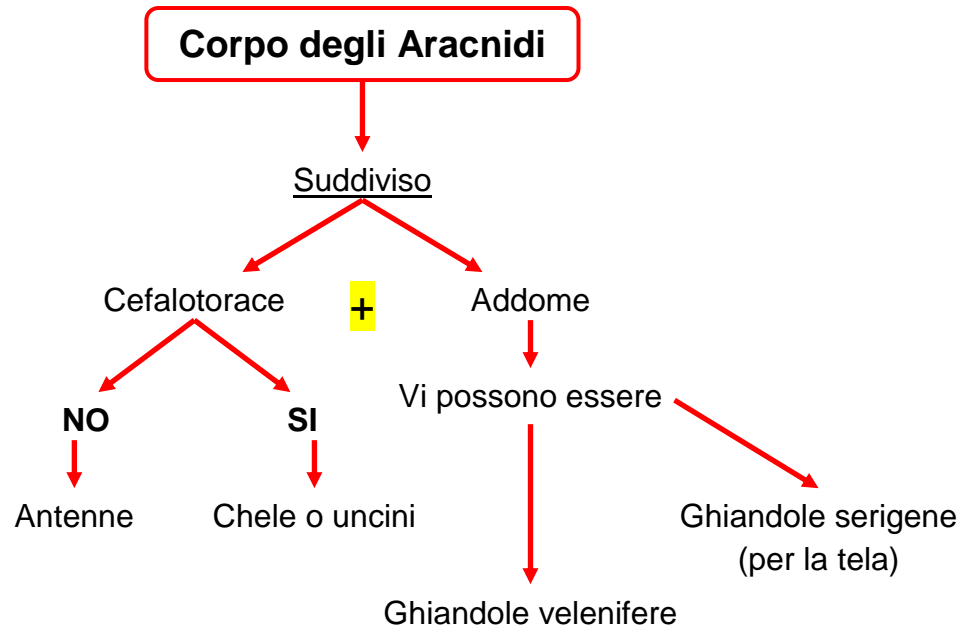 Corpo degli Aracnidi
Suddiviso
Cefalotorace
+
Addome
NO
SI
Vi possono essere
Antenne
Chele o uncini
Ghiandole serigene
(per la tela)
Ghiandole velenifere